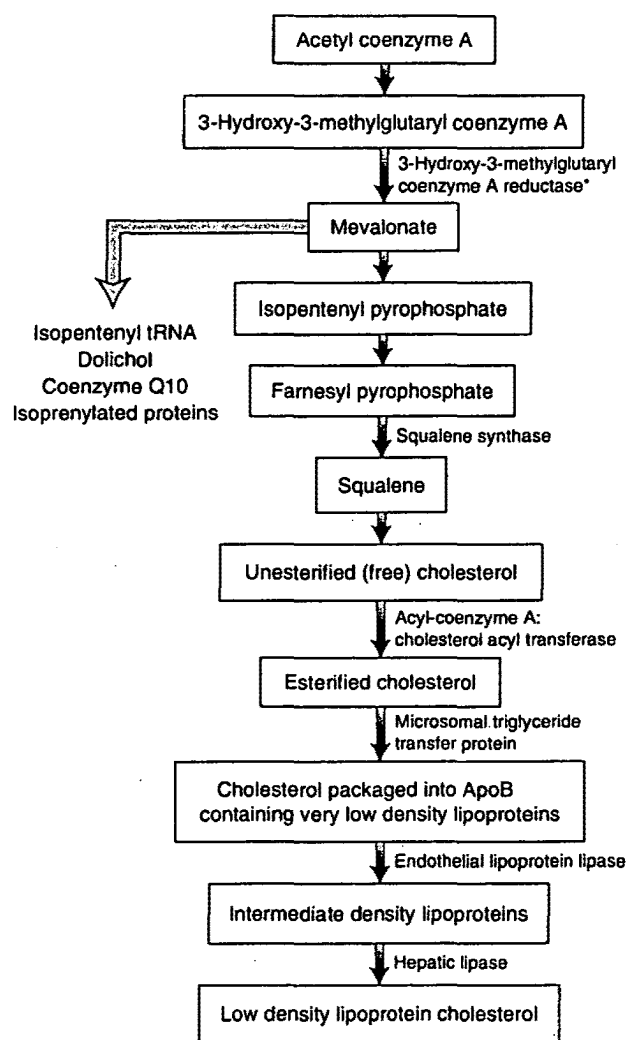 Acetyl coenzyme A
3-Hydroxy-3-methylglutaryl coenzyme A
3-Hydroxy-3-methylglutaryl
coenzyme A reductase*
Mevalonate
Isopentenyl tRNA
Dolichol
Coenzyme Q10
Isoprenylated proteins
Isopentenyl pyrophosphate
Farnesyl pyrophosphate
Squalene synthase
Squalene
Unesterified (free) cholesterol
Acyl-coenzyme A:
cholesterol acyl transferase
Esterified cholesterol
Microsomal triglyceride
transfer protein
Cholesterol packaged into ApoB
containing very low density lipoproteins
Endothelial lipoprotein lipase
Intermediate density lipoproteins
Hepatic lipase
Low density lipoprotein cholesterol